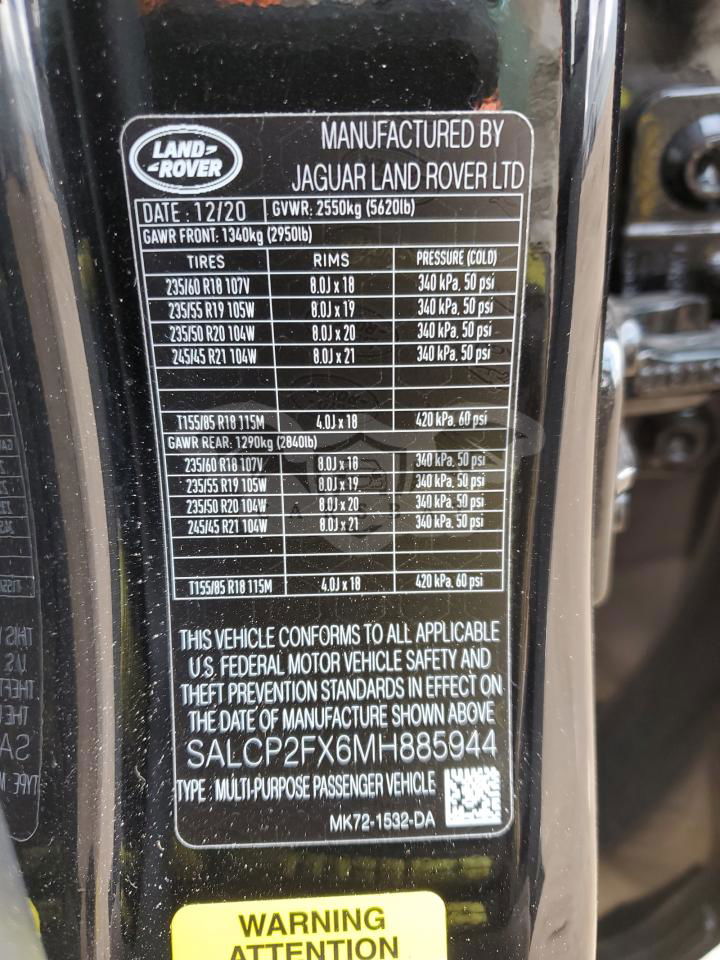 LAND-
-ROVER
MANUFACTURED BY
JAGUAR LAND ROVER LTD
DATE : 12/20 GVWR: 2550kg (5620lb)
GAWR FRONT: 1340kg (2950lb)
TIRES RIMS PRESSURE (COLD)
235/60 R18 107V 8.0J x 18 340 kPa, 50 psi
235/55 R19 105W 8.0J x 19 340 kPa, 50 psi
235/50 R20 104W 8.0J x 20 340 kPa, 50 psi
245/45 R21 104W 8.0J x 21 340 kPa, 50 psi
T155/85 R18 115M 4.0J x 18 420 kPa, 60 psi
GAWR REAR: 1290kg (2840lb)
235/60 R18 107V 8.0J x 18 340 kPa, 50 psi
235/55 R19 105W 8.0J x 19 340 kPa, 50 psi
235/50 R20 104W 8.0J x 20 340 kPa, 50 psi
245/45 R21 104W 8.0J x 21 340 kPa, 50 psi
T155/85 R18 115M 4.0J x 18 420 kPa, 60 psi
THIS VEHICLE CONFORMS TO ALL APPLICABLE
U.S. FEDERAL MOTOR VEHICLE SAFETY AND
THEFT PREVENTION STANDARDS IN EFFECT ON
THE DATE OF MANUFACTURE SHOWN ABOVE
SALCP2FX6MH885944
TYPE : MULTI-PURPOSE PASSENGER VEHICLE
MK72-1532-DA
WARNING
ATTENTION